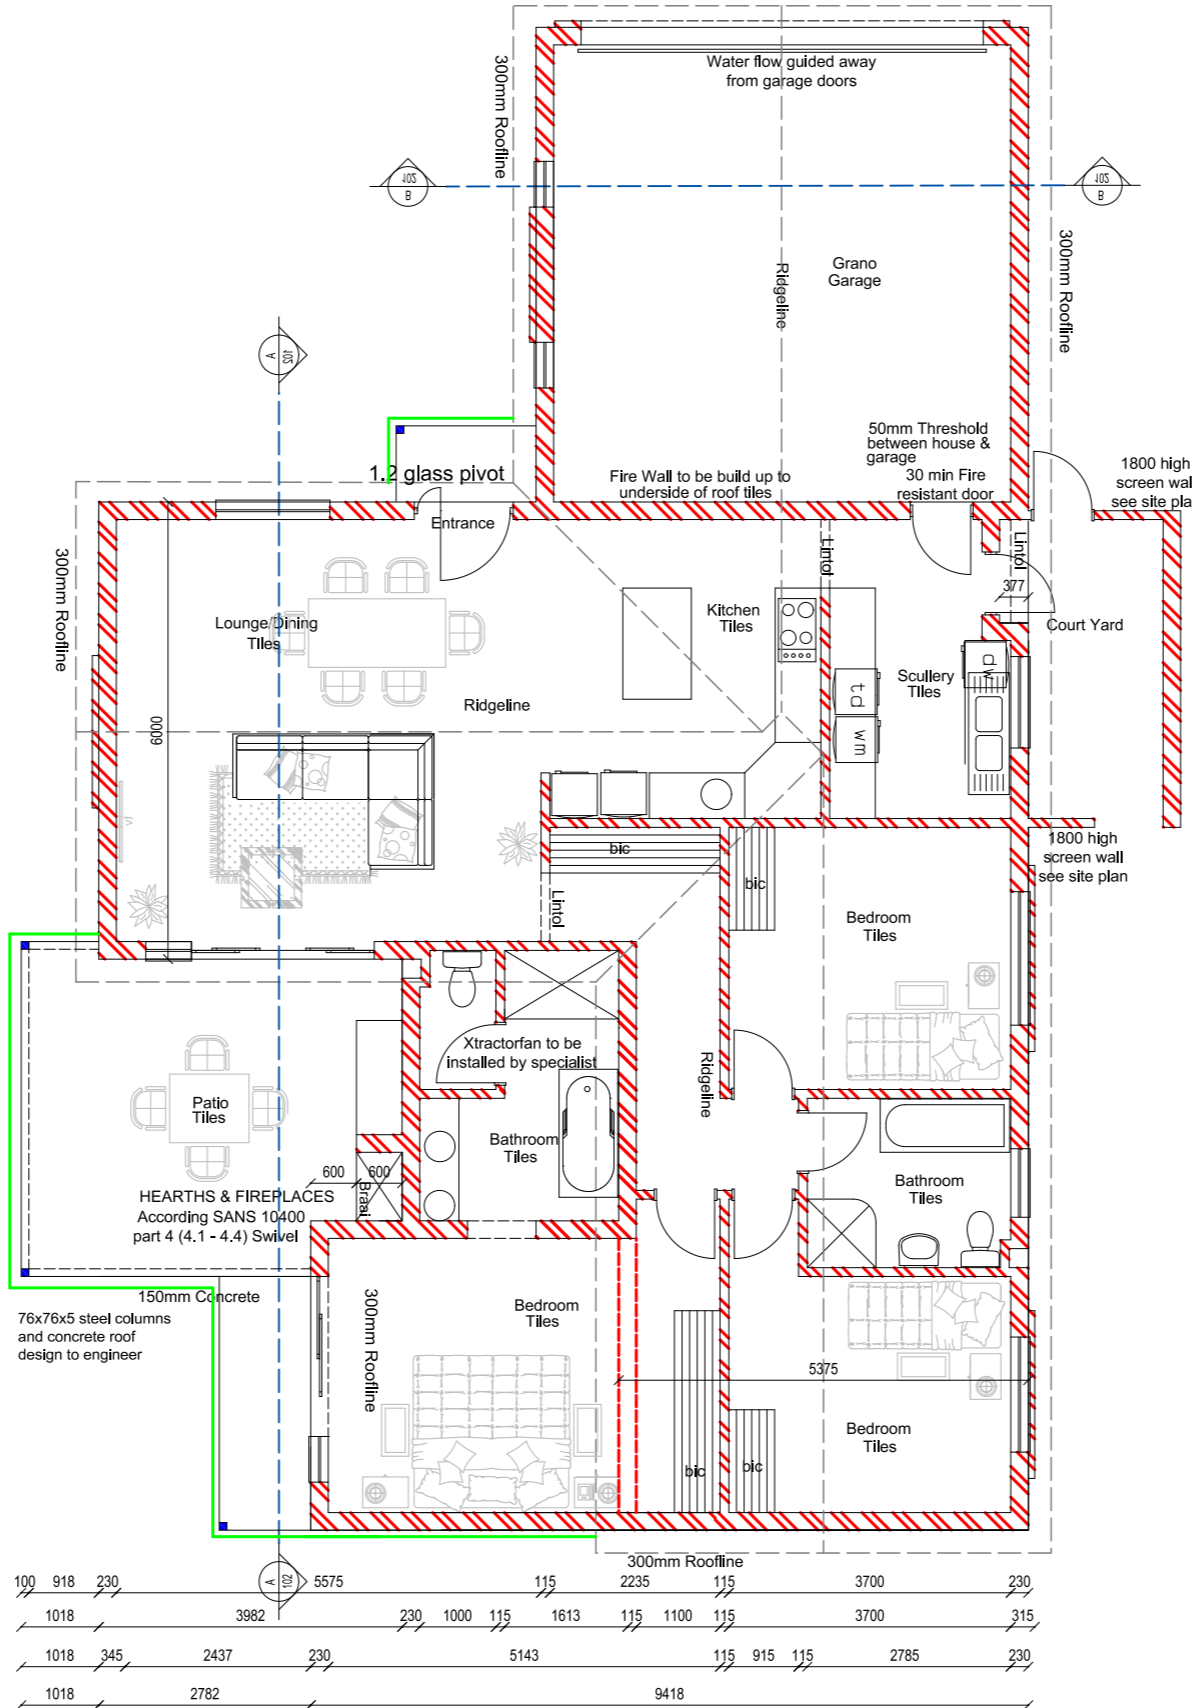 Water flow guided away
from garage doors
300mm Roofline
102
B
102
B
300mm Roofline
Grano
Garage
Ridgeline
A
102
50mm Threshold
between house &
garage
30 min Fire
resistant door
1800 high
screen wal
see site pla
1.2 glass pivot
Fire Wall to be build up to
underside of roof tiles
Entrance
Lintol
Lintol
377
300mm Roofline
Lounge/Dining
TIles
Kitchen
Tiles
Court Yard
Scullery
TIles
dw
td
wm
6000
Ridgeline
TV
bic
bic
Lintol
1800 high
screen wall
see site plan
Bedroom
Tiles
Xtractorfan to be
installed by specialist
Ridgeline
Patio
Tiles
Bathroom
Tiles
600
600
Braai
HEARTHS & FIREPLACES
According SANS 10400
part 4 (4.1 - 4.4) Swivel
Bathroom
Tiles
150mm Concrete
76x76x5 steel columns
and concrete roof
design to engineer
300mm Roofline
Bedroom
Tiles
5375
Bedroom
Tiles
bic
bic
300mm Roofline
A
102
100 918 230 5575 115 2235 115 3700 230
1018 3982 230 1000 115 1613 115 1100 115 3700 315
1018 345 2437 230 5143 115 915 115 2785 230
1018 2782 9418